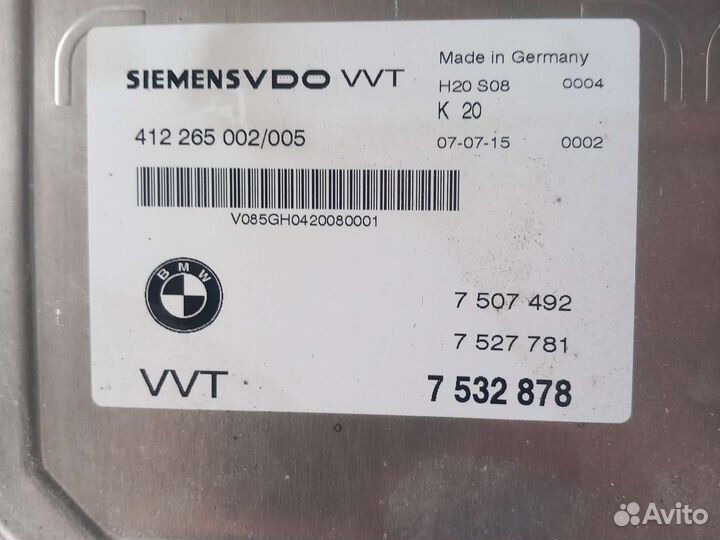 SIEMENSVDO VVT
Made in Germany
H20 S08 0004
K 20
412 265 002/005
07-07-15 0002
V085GH0420080001
BMW
7 507 492
7 527 781
VVT
7 532 878
Avito